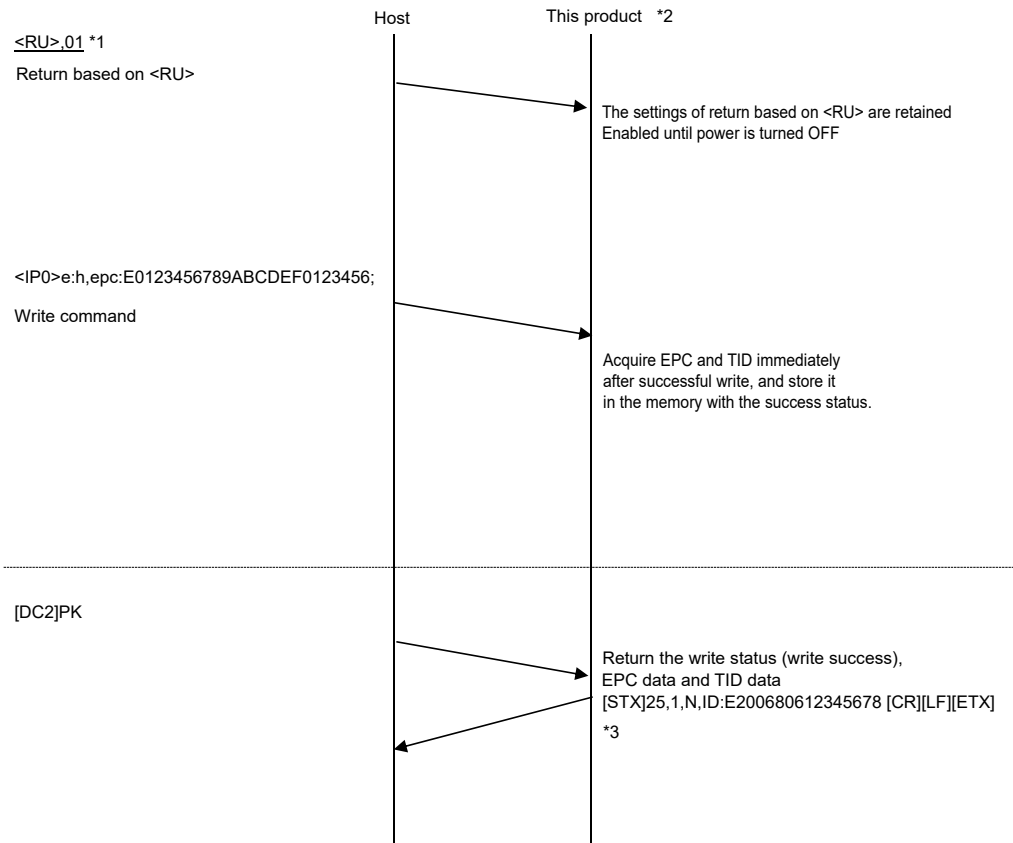 Host
This product *2
<RU>,01 *1
Return based on <RU>
The settings of return based on <RU> are retained
Enabled until power is turned OFF
<IP0>e:h,epc:E0123456789ABCDEF0123456;
Write command
Acquire EPC and TID immediately
after successful write, and store it
in the memory with the success status.
[DC2]PK
Return the write status (write success),
EPC data and TID data
[STX]25,1,N,ID:E200680612345678 [CR][LF][ETX]
*3